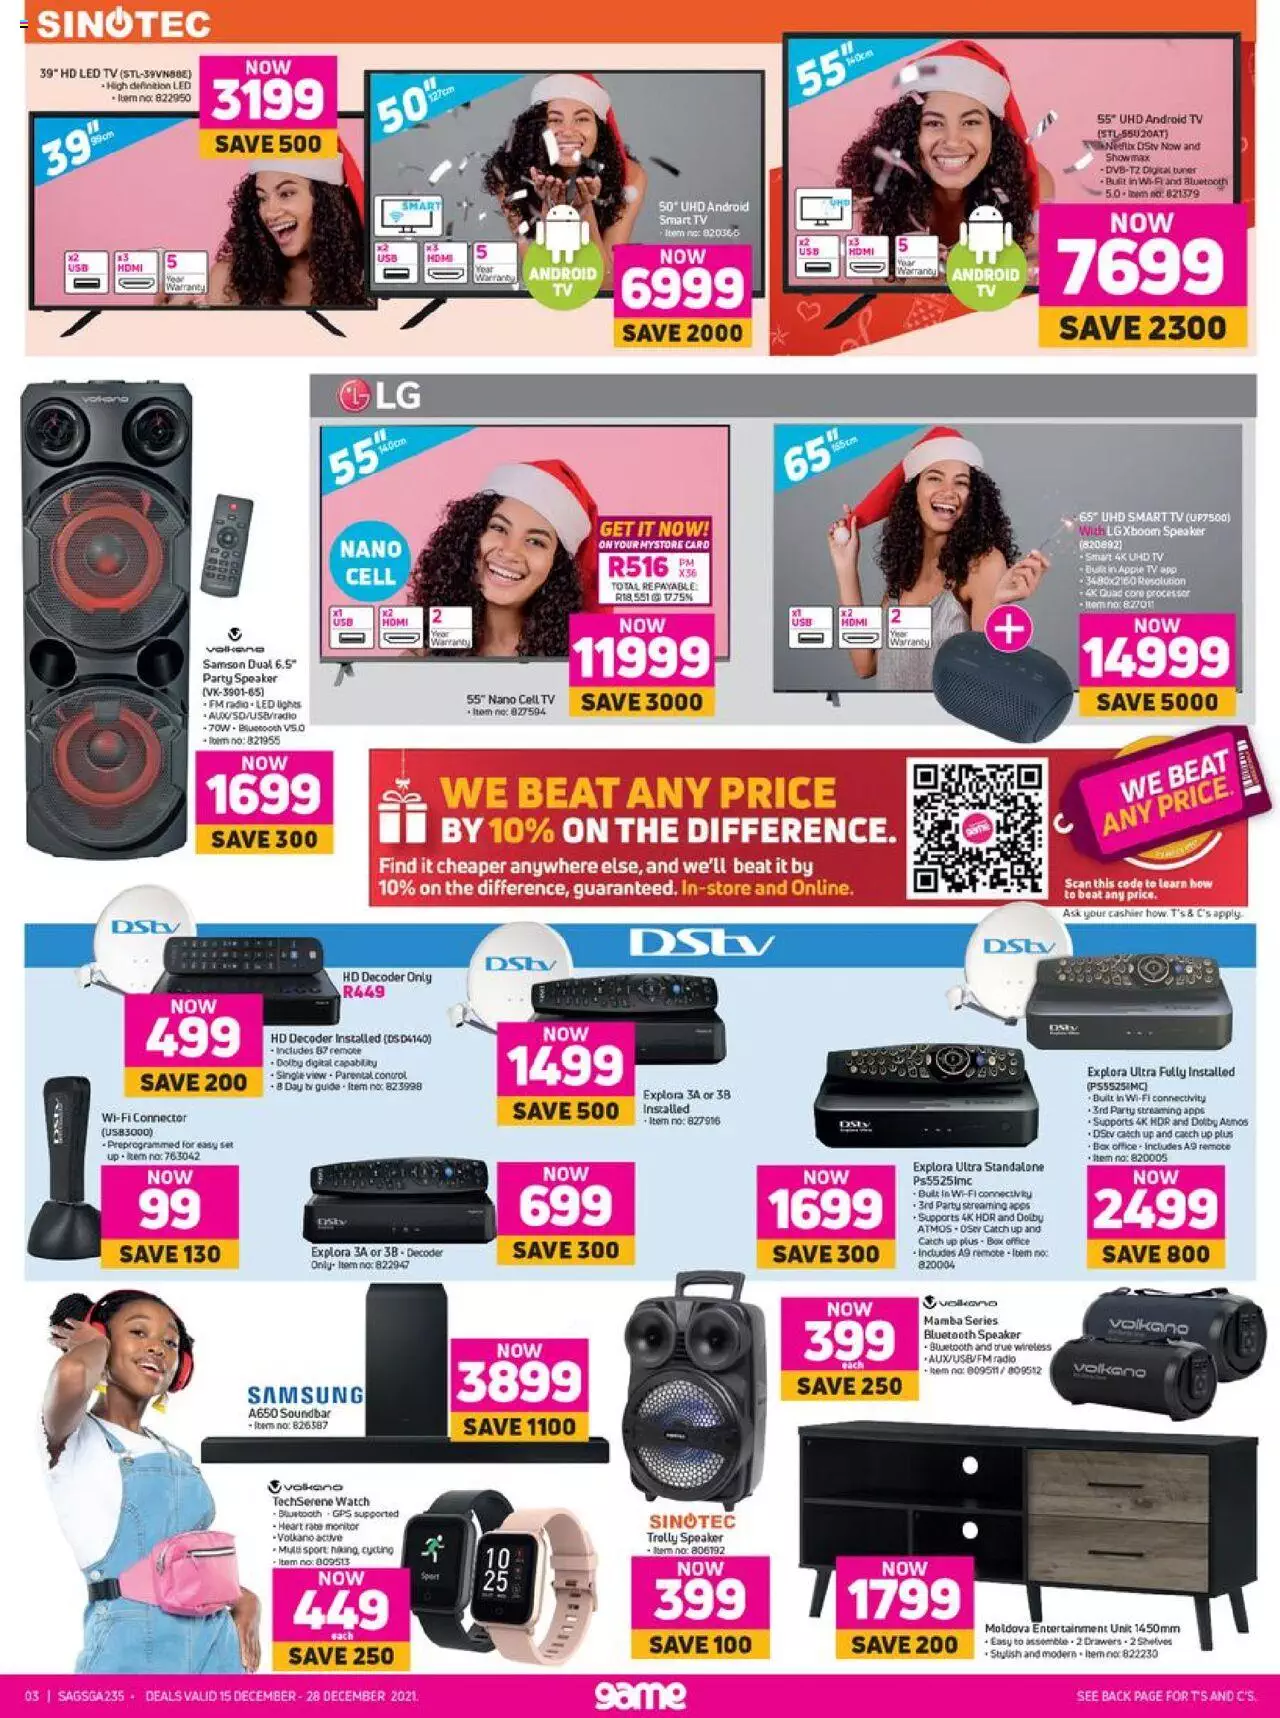 SINOTEC
39" HD LED TV (STL-39VN88E)
• High definition LED
• Item no: 822950
NOW
3199
SAVE 500
39" 99cm
x2 USB
x3 HDMI
5 Year Warranty
50" 127cm
SMART
50" UHD Android
Smart TV
• Item no: 820365
x2 USB
x3 HDMI
5 Year Warranty
ANDROID TV
NOW
6999
SAVE 2000
55" 140cm
55" UHD Android TV
(STL-55U20AT)
• Netflix DStv Now and
Showmax
• DVB-T2 Digital tuner
• Built in Wi-Fi and Bluetooth
5.0 • Item no: 821379
UHD
x2 USB
x3 HDMI
5 Year Warranty
ANDROID TV
NOW
7699
SAVE 2300
volkano
volkano
Samson Dual 6.5"
Party Speaker
(VK-3901-65)
• FM radio • LED lights
• AUX/SD/USB/radio
• 70W • Bluetooth V5.0
• Item no: 821955
NOW
1699
SAVE 300
LG
55" 140cm
NANO
CELL
GET IT NOW!
ON YOUR MYSTORE CARD
R516 PM X36
TOTAL REPAYABLE:
R18,551 @ 17.75%
x1 USB
x2 HDMI
2 Year Warranty
55" Nano Cell TV
• Item no: 827594
NOW
11999
SAVE 3000
65" 165cm
65" UHD SMART TV (UP7500)
With LG Xboom Speaker
(820892)
• Smart 4K UHD TV
• Built in Apple TV app
• 3480x2160 Resolution
• 4K Quad core processor
• Item no: 827011
x1 USB
x2 HDMI
2 Year Warranty
+
NOW
14999
SAVE 5000
WE BEAT ANY PRICE
BY 10% ON THE DIFFERENCE.
Find it cheaper anywhere else, and we'll beat it by
10% on the difference, guaranteed. In-store and Online.
game
WE BEAT
ANY PRICE.
Scan this code to learn how
to beat any price.
Ask your cashier how. T's & C's apply.
DStv
DStv
HD Decoder Only
R449
NOW
499
SAVE 200
HD Decoder Installed (DSD4140)
• Includes B7 remote
• Dolby digital capability
• Single view • Parental control
• 8 Day tv guide • Item no: 823998
DStv
Wi-Fi Connector
(USB3000)
• Preprogrammed for easy set
up • Item no: 763042
NOW
99
SAVE 130
DStv
NOW
1499
SAVE 500
Explora 3A or 3B
Installed
• Item no: 827916
DStv
Explora 3A or 3B • Decoder
Only • Item no: 822947
NOW
699
SAVE 300
DStv
Explora Ultra Standalone
Ps5525Imc
• Built In Wi-Fi connectivity
• 3rd Party streaming apps
• Supports 4K HDR and Dolby
ATMOS • DStv Catch up and
Catch up plus • Box office
• Includes A9 remote • Item no:
820004
NOW
1699
SAVE 300
DStv
DStv
Explora Ultra Fully Installed
(PS5525IMC)
• Built in Wi-Fi connectivity
• 3rd Party streaming apps
• Supports 4K HDR and Dolby Atmos
• DStv catch up and catch up plus
• Box office • Includes A9 remote
• Item no: 820005
NOW
2499
SAVE 800
SAMSUNG
A650 Soundbar
• Item no: 826387
NOW
3899
SAVE 1100
volkano
TechSerene Watch
• Bluetooth • GPS supported
• Heart rate monitor
• Volkano active
• Multi sport: hiking, cycling
• Item no: 809513
NOW
449
each
SAVE 250
Sport
10
25
SINOTEC
Trolly Speaker
• Item no: 806192
NOW
399
SAVE 100
NOW
399
each
SAVE 250
volkano
Mamba Series
Bluetooth Speaker
• Bluetooth and true wireless
• AUX/USB/FM radio
• Item no: 809511 / 809512
volkano
volkano
NOW
1799
SAVE 200
Moldova Entertainment Unit 1450mm
• Easy to assemble • 2 Drawers • 2 Shelves
• Stylish and modern • Item no: 822230
03 | SAGSGA235 • DEALS VALID 15 DECEMBER - 28 DECEMBER 2021.
game
SEE BACK PAGE FOR T'S AND C'S.